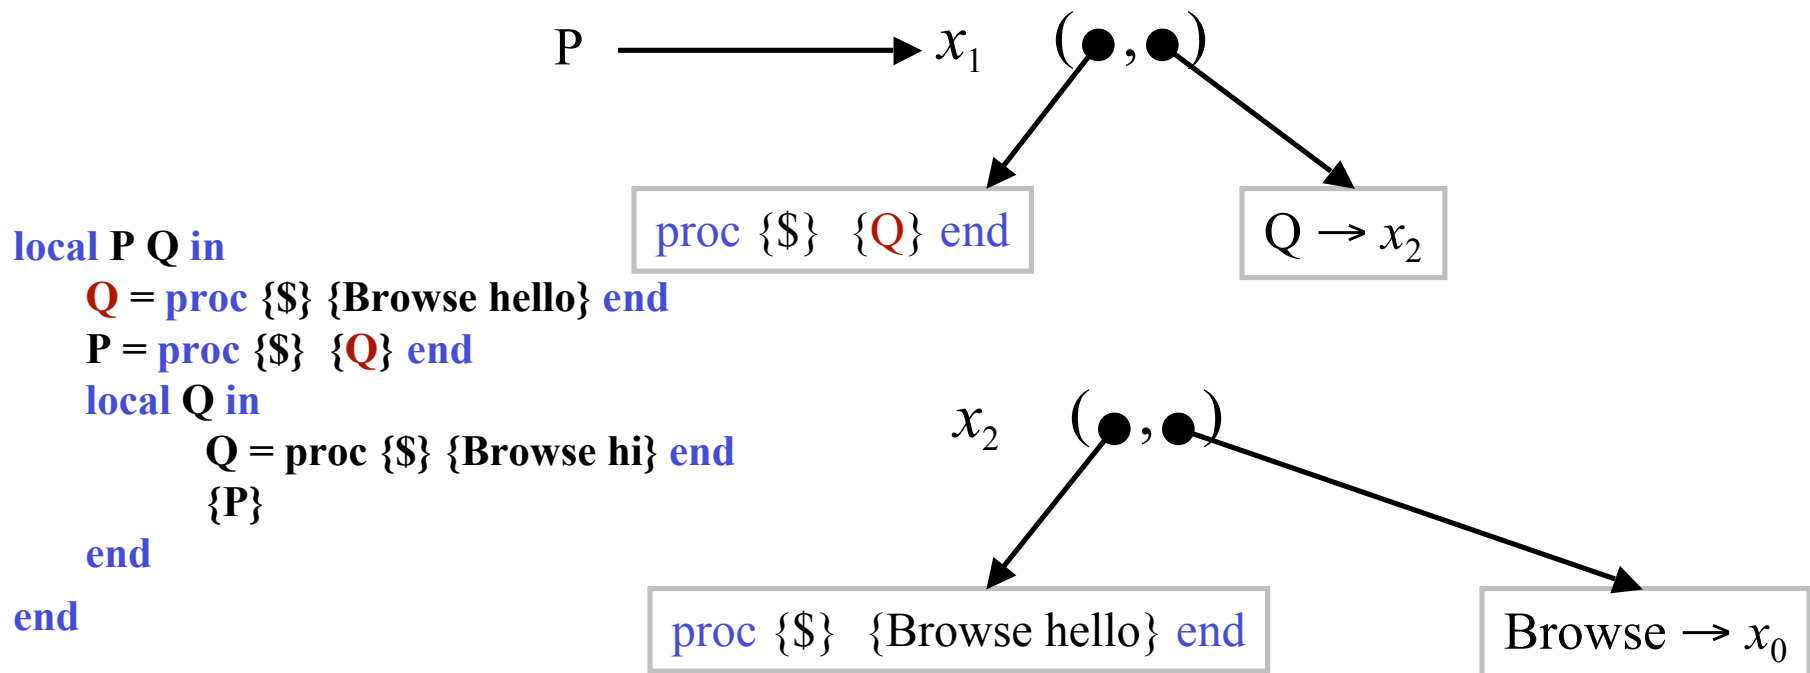 P x₁ (●,●)
proc {$} {Q} end Q → x₂
local P Q in
Q = proc {$} {Browse hello} end
P = proc {$} {Q} end
local Q in
Q = proc {$} {Browse hi} end
{P}
end
end
x₂ (●,●)
proc {$} {Browse hello} end Browse → x₀